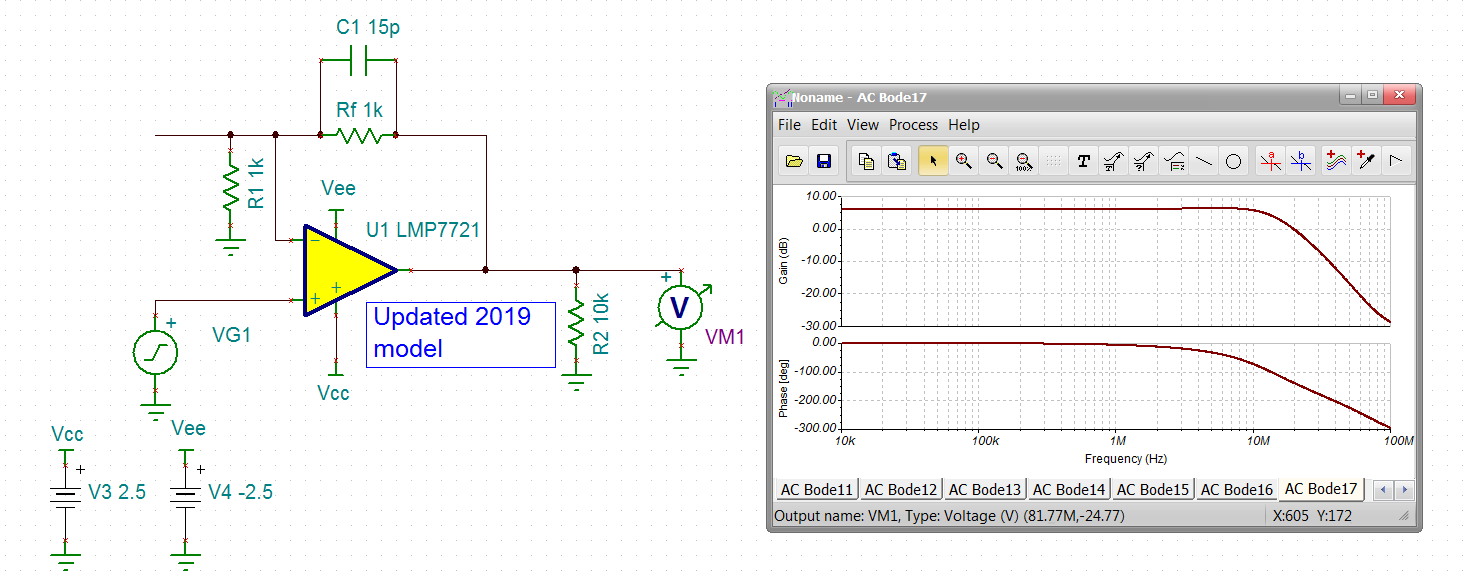 C1 15p
Rf 1k
R1 1k
Vee
U1 LMP7721
Updated 2019
model
VG1
Vcc
R2 10k
V
VM1
Vcc
Vee
V3 2.5
V4 -2.5
Noname - AC Bode17
File Edit View Process Help
100%
T
a
b
10.00
0.00
-10.00
-20.00
-30.00
Gain (dB)
0.00
-100.00
-200.00
-300.00
Phase [deg]
10k 100k 1M 10M 100M
Frequency (Hz)
AC Bode11 AC Bode12 AC Bode13 AC Bode14 AC Bode15 AC Bode16 AC Bode17
Output name: VM1, Type: Voltage (V) (81.77M,-24.77) X:605 Y:172